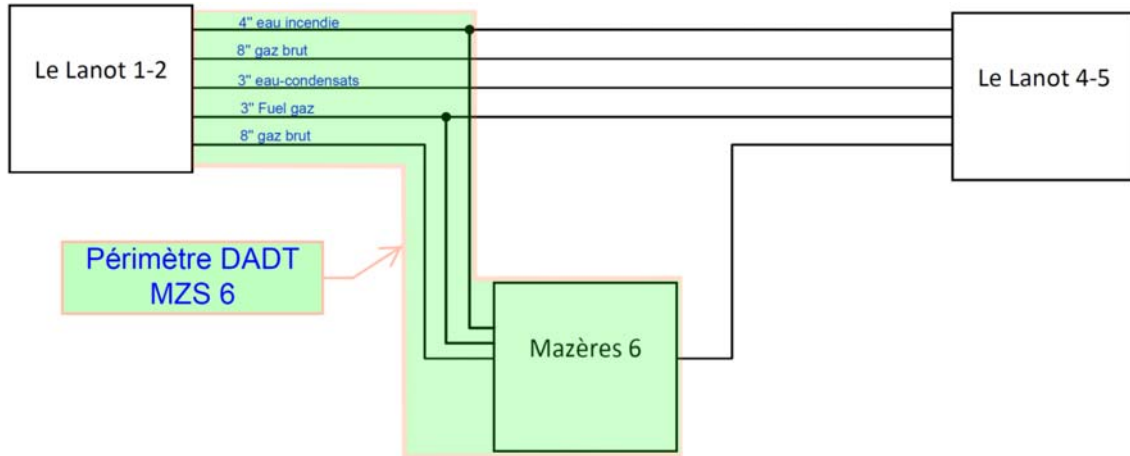 4" eau incendie
8" gaz brut
Le Lanot 1-2
3" eau-condensats
Le Lanot 4-5
3" Fuel gaz
8" gaz brut
Périmètre DADT
MZS 6
Mazères 6